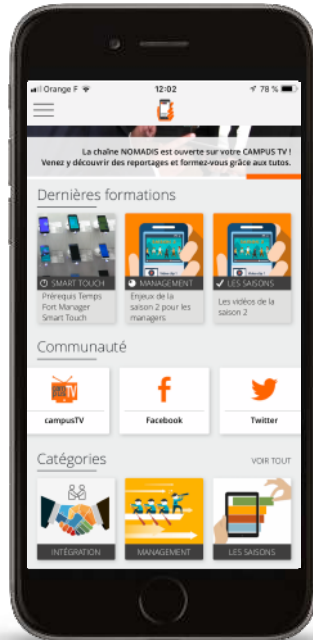 Orange F
12:02
78 %
La chaîne NOMADIS est ouverte sur votre CAMPUS TV !
Venez y découvrir des reportages et formez-vous grâce aux tutos.
Dernières formations
SMART TOUCH
MANAGEMENT
LES SAISONS
Prérequis Temps
Fort Manager
Smart Touch
Enjeux de la
saison 2 pour les
managers
Les vidéos de la
saison 2
Communauté
campusTV
Facebook
Twitter
Catégories
VOIR TOUT
INTÉGRATION
MANAGEMENT
LES SAISONS